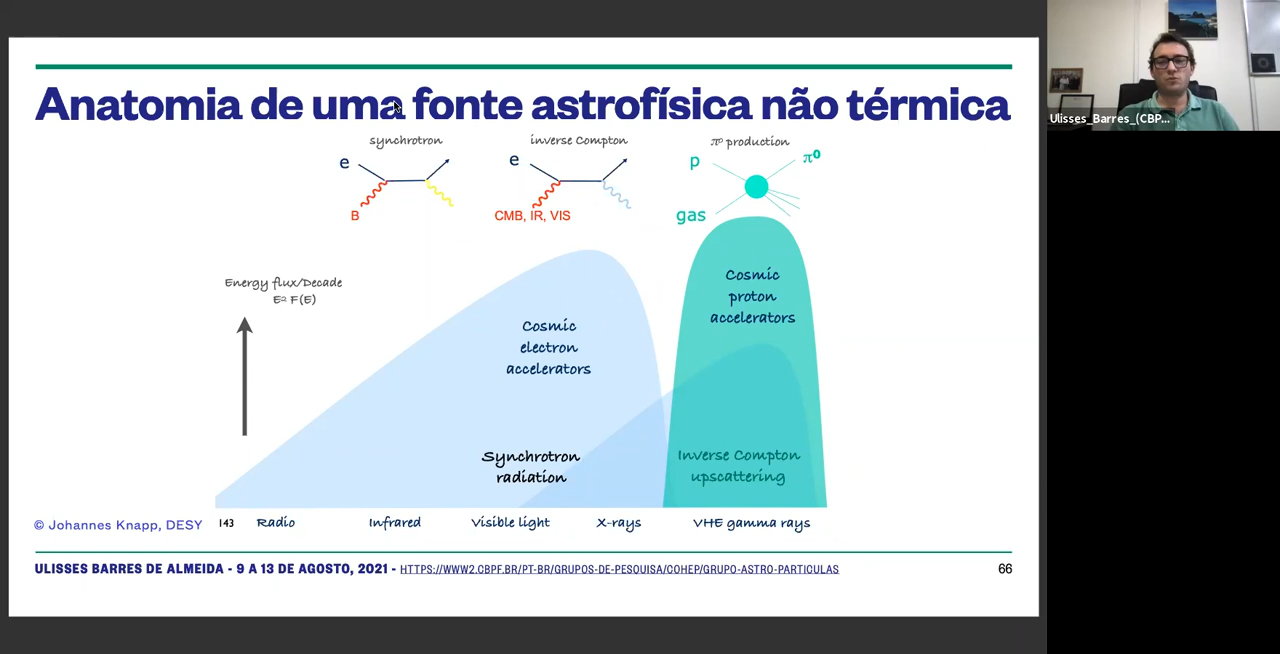 Anatomia de uma fonte astrofísica não térmica
synchrotron
e
B
inverse Compton
e
CMB, IR, VIS
π⁰ production
p
π⁰
gas
Energy flux/Decade
E² F(E)
Cosmic
electron
accelerators
Cosmic
proton
accelerators
Synchrotron
radiation
Inverse Compton
upscattering
© Johannes Knapp, DESY
143
Radio
Infrared
Visible light
X-rays
VHE gamma rays
ULISSES BARRES DE ALMEIDA - 9 A 13 DE AGOSTO, 2021 - HTTPS://WWW2.CBPF.BR/PT-BR/GRUPOS-DE-PESQUISA/COHEP/GRUPO-ASTRO-PARTICULAS
66
Ulisses_Barres_(CBP...